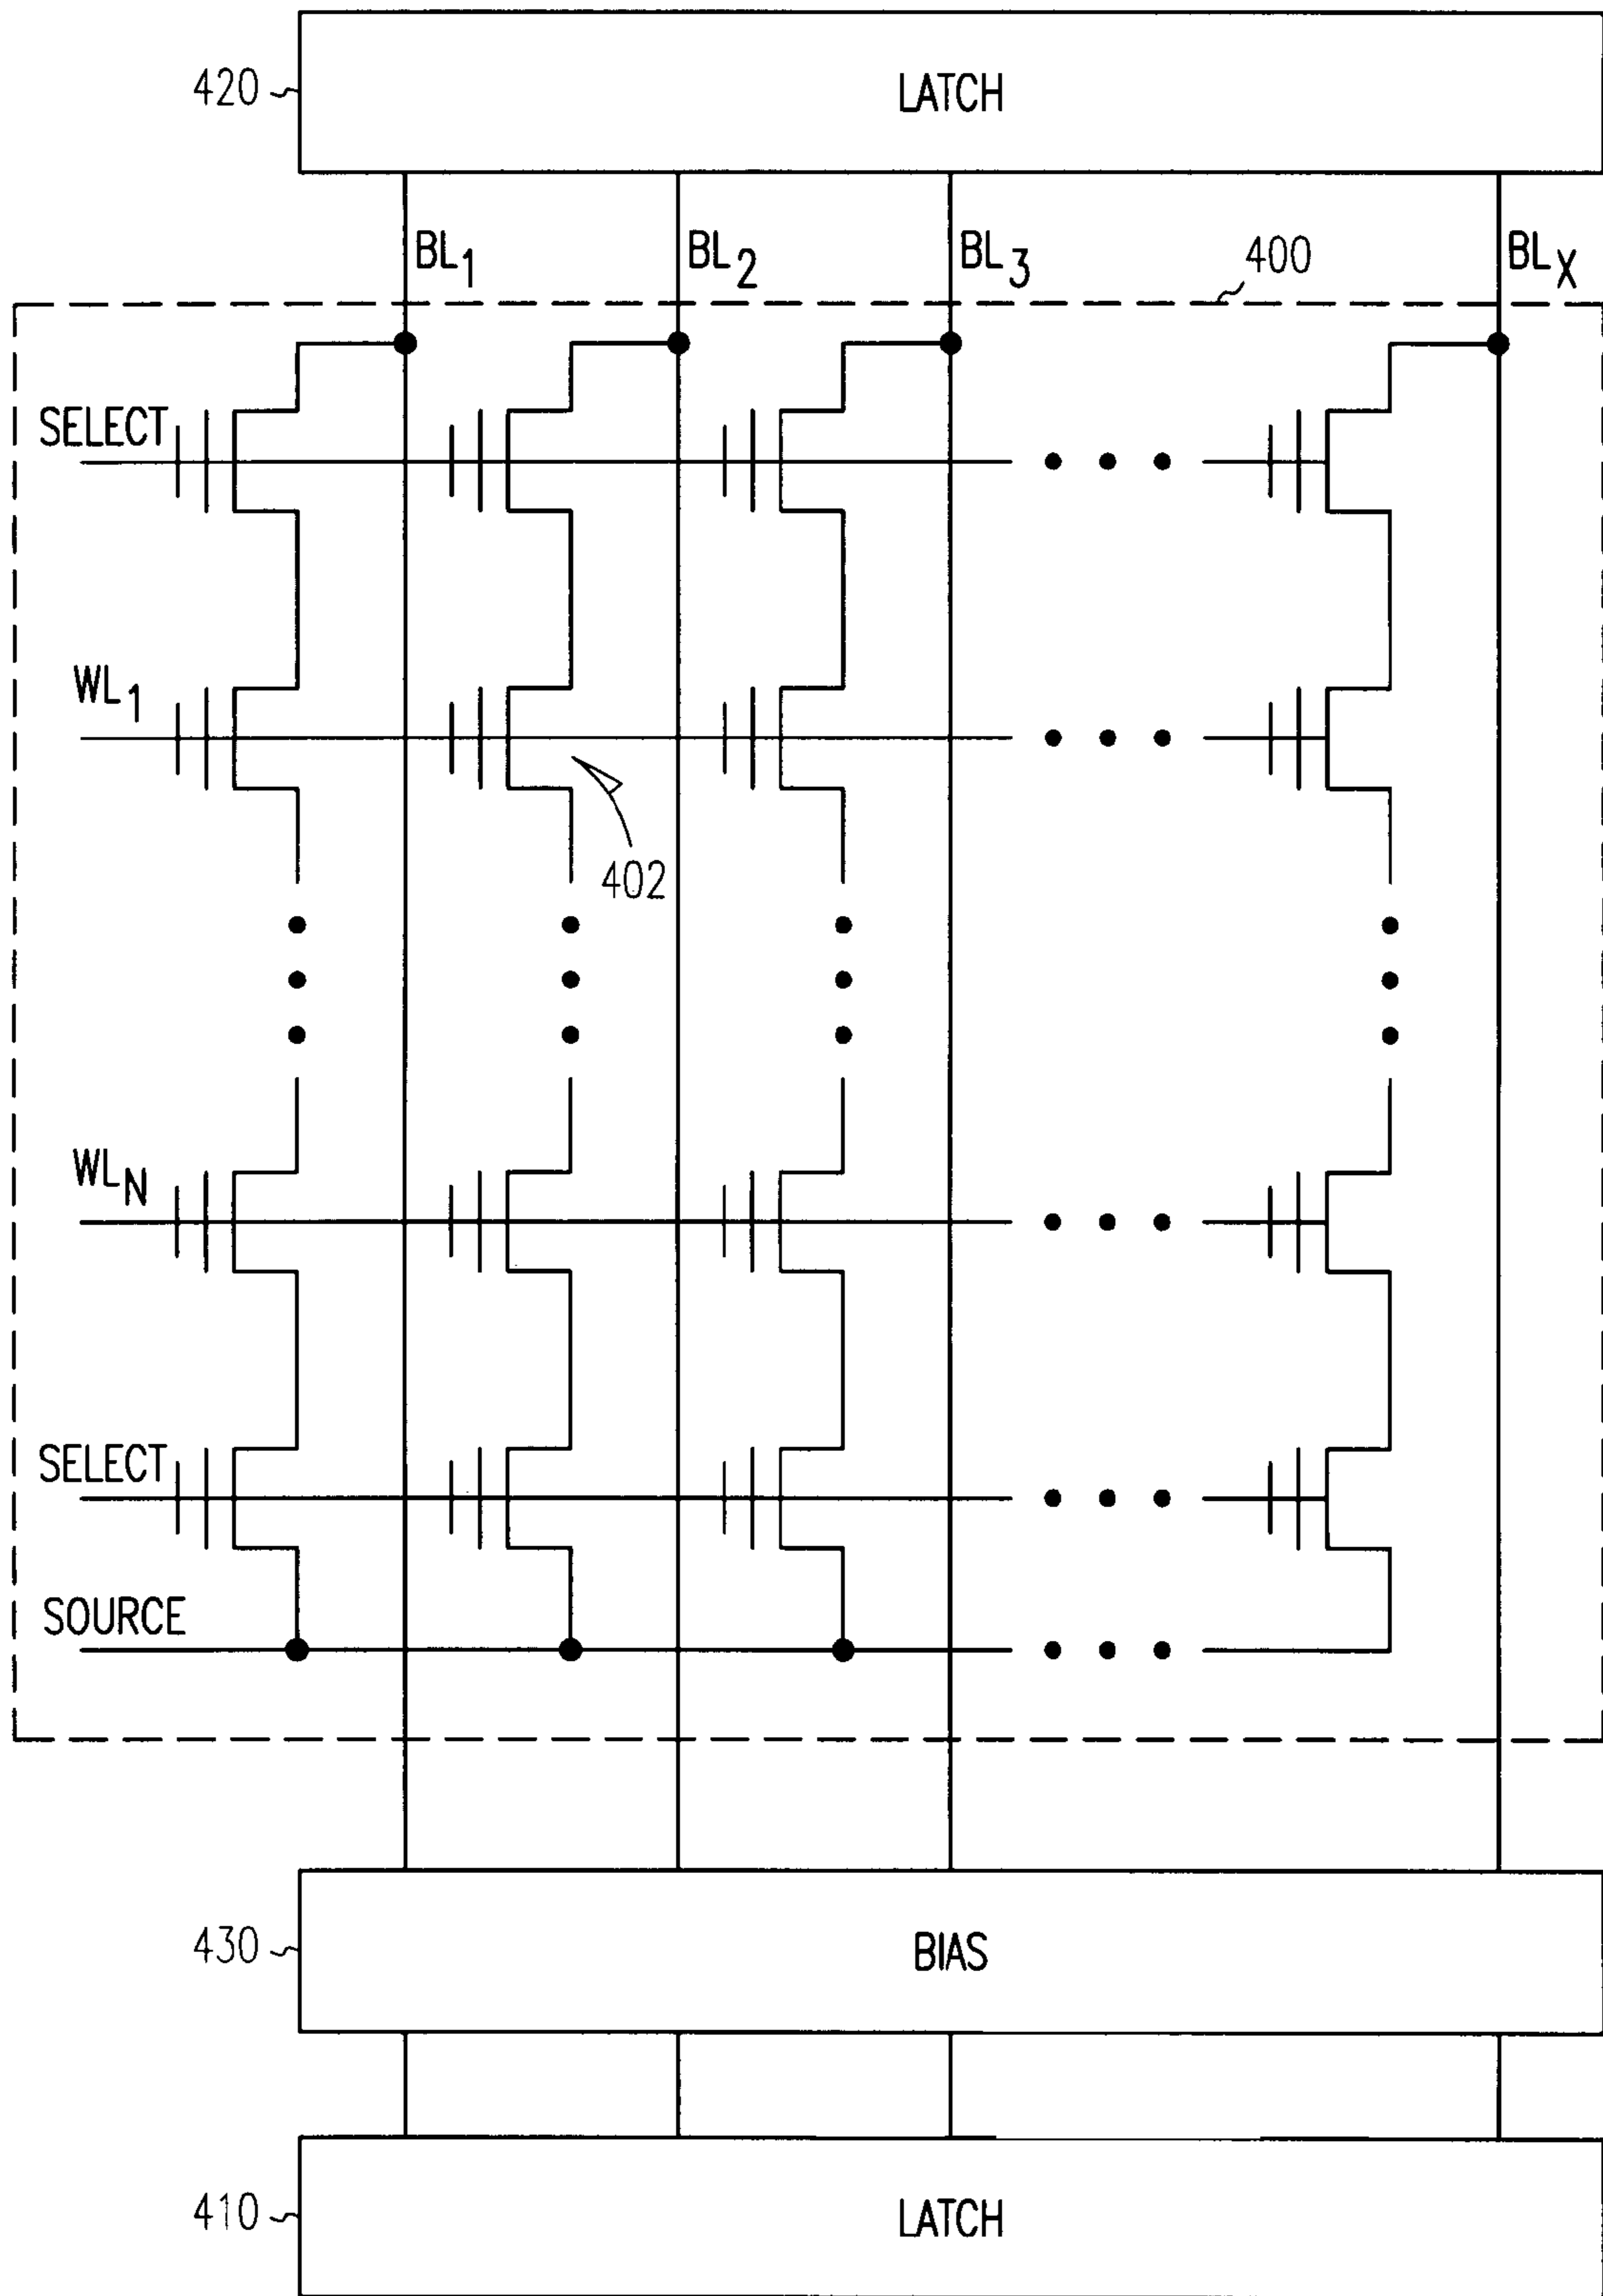 420
LATCH
BL1
BL2
BL3
400
BLX
SELECT
WL1
402
WLN
SELECT
SOURCE
430
BIAS
410
LATCH